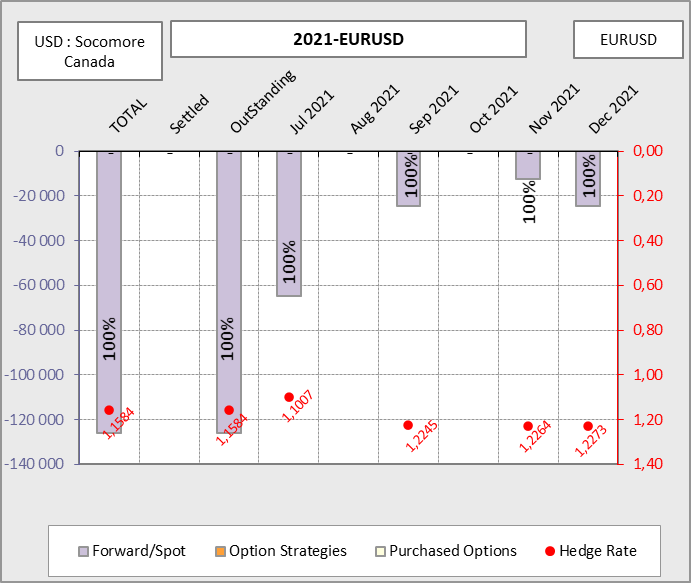 USD : Socomore
Canada
2021-EURUSD
EURUSD
TOTAL
Settled
OutStanding
Jul 2021
Aug 2021
Sep 2021
Oct 2021
Nov 2021
Dec 2021
0
-20 000
-40 000
-60 000
-80 000
-100 000
-120 000
-140 000
100%
100%
100%
100%
100%
100%
1,1584
1,1584
1,1007
1,2245
1,2264
1,2273
0,00
0,20
0,40
0,60
0,80
1,00
1,20
1,40
Forward/Spot
Option Strategies
Purchased Options
Hedge Rate